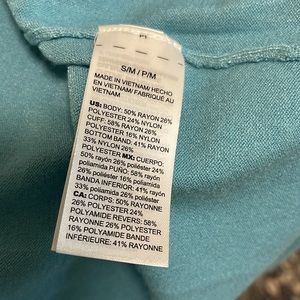 S/M / P/M
MADE IN VIETNAM/ HECHO
EN VIETNAM/ FABRIQUÉ AU
VIETNAM
US: BODY: 50% RAYON 26%
POLYESTER 24% NYLON
CUFF: 58% RAYON 26%
POLYESTER 16% NYLON
BOTTOM BAND: 41% RAYON
33% NYLON 26%
POLYESTER MX: CUERPO:
50% rayón 26% poliéster 24%
poliamida PUÑO: 58% rayón
26% poliéster 16% poliamida
BANDA INFERIOR: 41% rayón
33% poliamida 26% poliéster
CA: CORPS: 50% RAYONNE
26% POLYESTER 24%
POLYAMIDE REVERS: 58%
RAYONNE 26% POLYESTER
16% POLYAMIDE BANDE
INFÉRIEURE: 41% RAYONNE